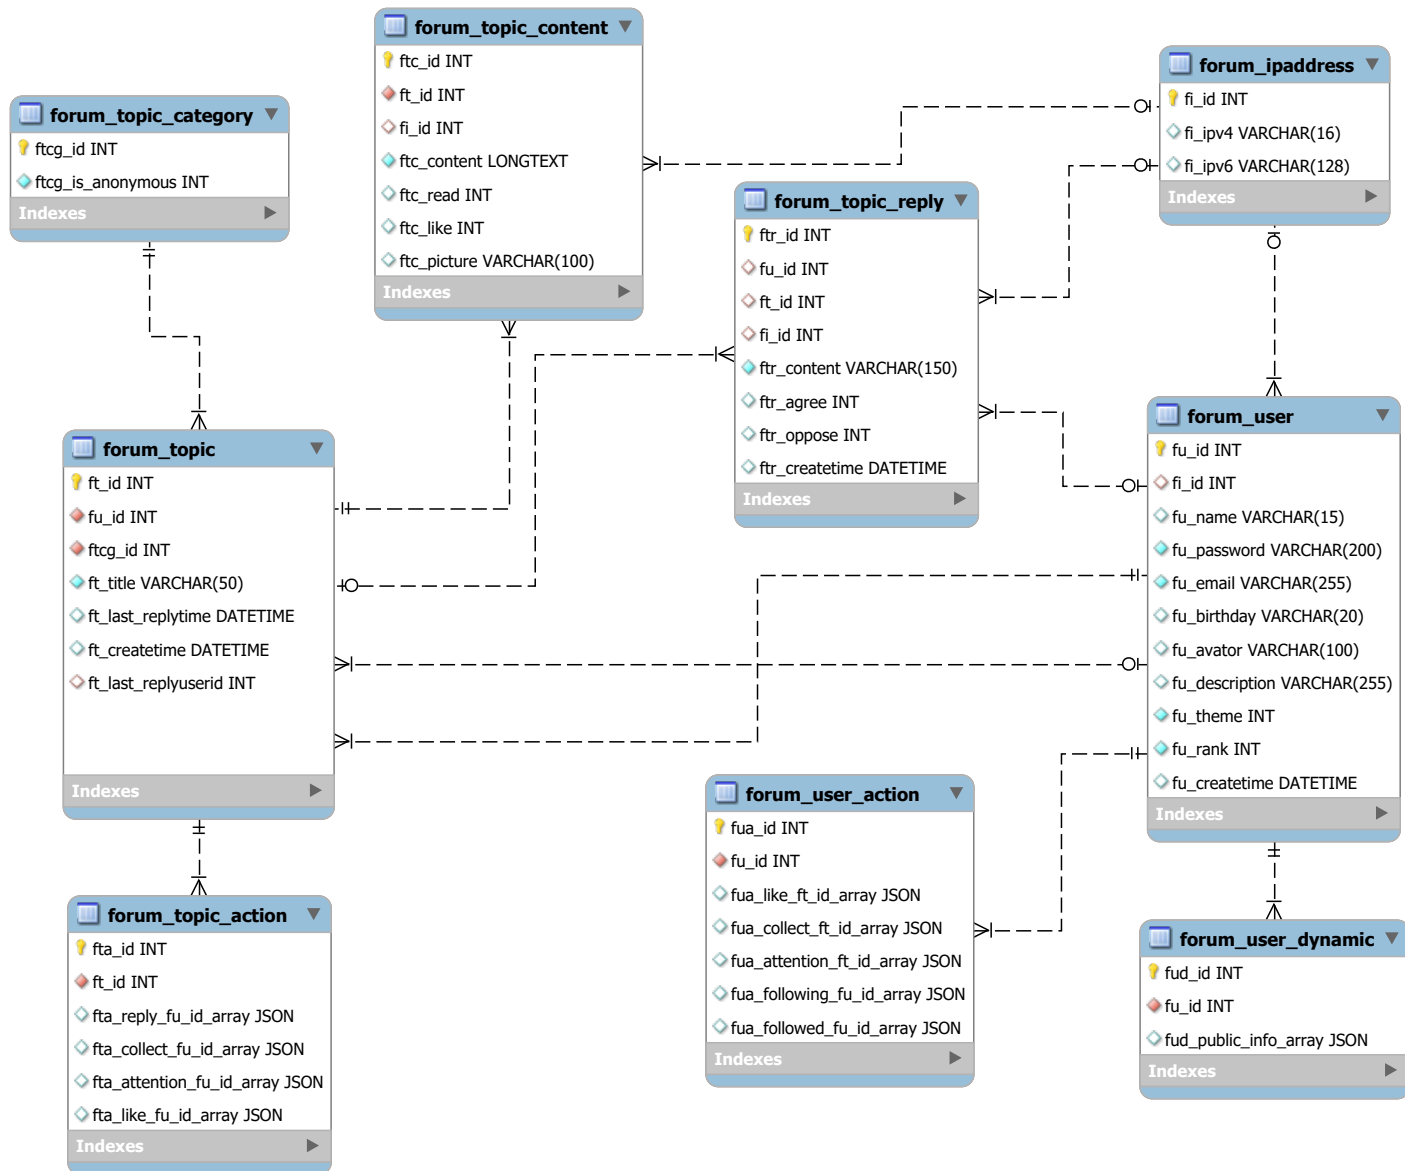 forum_topic_content
ftc_id INT
ft_id INT
fi_id INT
ftc_content LONGTEXT
ftc_read INT
ftc_like INT
ftc_picture VARCHAR(100)
Indexes
forum_ipaddress
fi_id INT
fi_ipv4 VARCHAR(16)
fi_ipv6 VARCHAR(128)
Indexes
forum_topic_category
ftcg_id INT
ftcg_is_anonymous INT
Indexes
forum_topic_reply
ftr_id INT
fu_id INT
ft_id INT
fi_id INT
ftr_content VARCHAR(150)
ftr_agree INT
ftr_oppose INT
ftr_createtime DATETIME
Indexes
forum_topic
ft_id INT
fu_id INT
ftcg_id INT
ft_title VARCHAR(50)
ft_last_replytime DATETIME
ft_createtime DATETIME
ft_last_replyuserid INT
Indexes
forum_user
fu_id INT
fi_id INT
fu_name VARCHAR(15)
fu_password VARCHAR(200)
fu_email VARCHAR(255)
fu_birthday VARCHAR(20)
fu_avator VARCHAR(100)
fu_description VARCHAR(255)
fu_theme INT
fu_rank INT
fu_createtime DATETIME
Indexes
forum_user_action
fua_id INT
fu_id INT
fua_like_ft_id_array JSON
fua_collect_ft_id_array JSON
fua_attention_ft_id_array JSON
fua_following_fu_id_array JSON
fua_followed_fu_id_array JSON
Indexes
forum_topic_action
fta_id INT
ft_id INT
fta_reply_fu_id_array JSON
fta_collect_fu_id_array JSON
fta_attention_fu_id_array JSON
fta_like_fu_id_array JSON
Indexes
forum_user_dynamic
fud_id INT
fu_id INT
fud_public_info_array JSON
Indexes